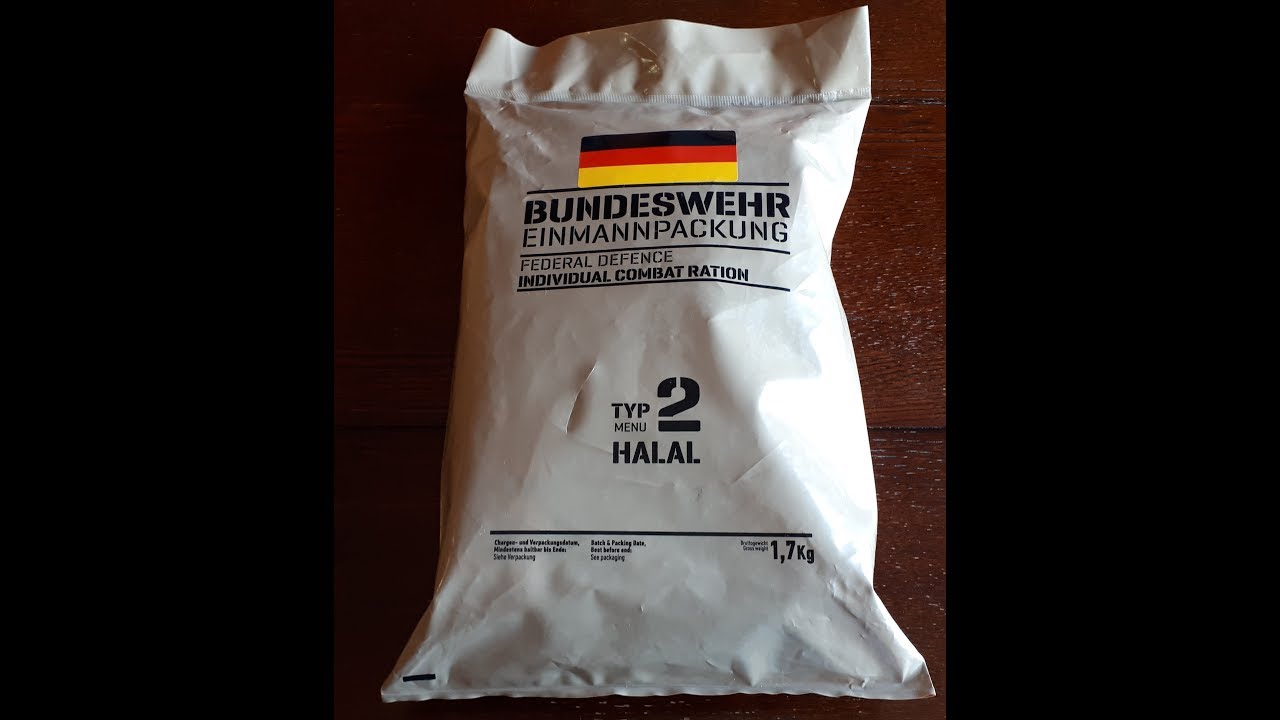 BUNDESWEHR
EINMANNPACKUNG
FEDERAL DEFENCE
INDIVIDUAL COMBAT RATION
TYP 2
MENU
HALAL
Chargen- und Verpackungsdatum,
Mindestens haltbar bis Ende:
Siehe Verpackung
Batch & Packing Date,
Best before end:
See packaging
Bruttogewicht
Gross weight 1,7Kg